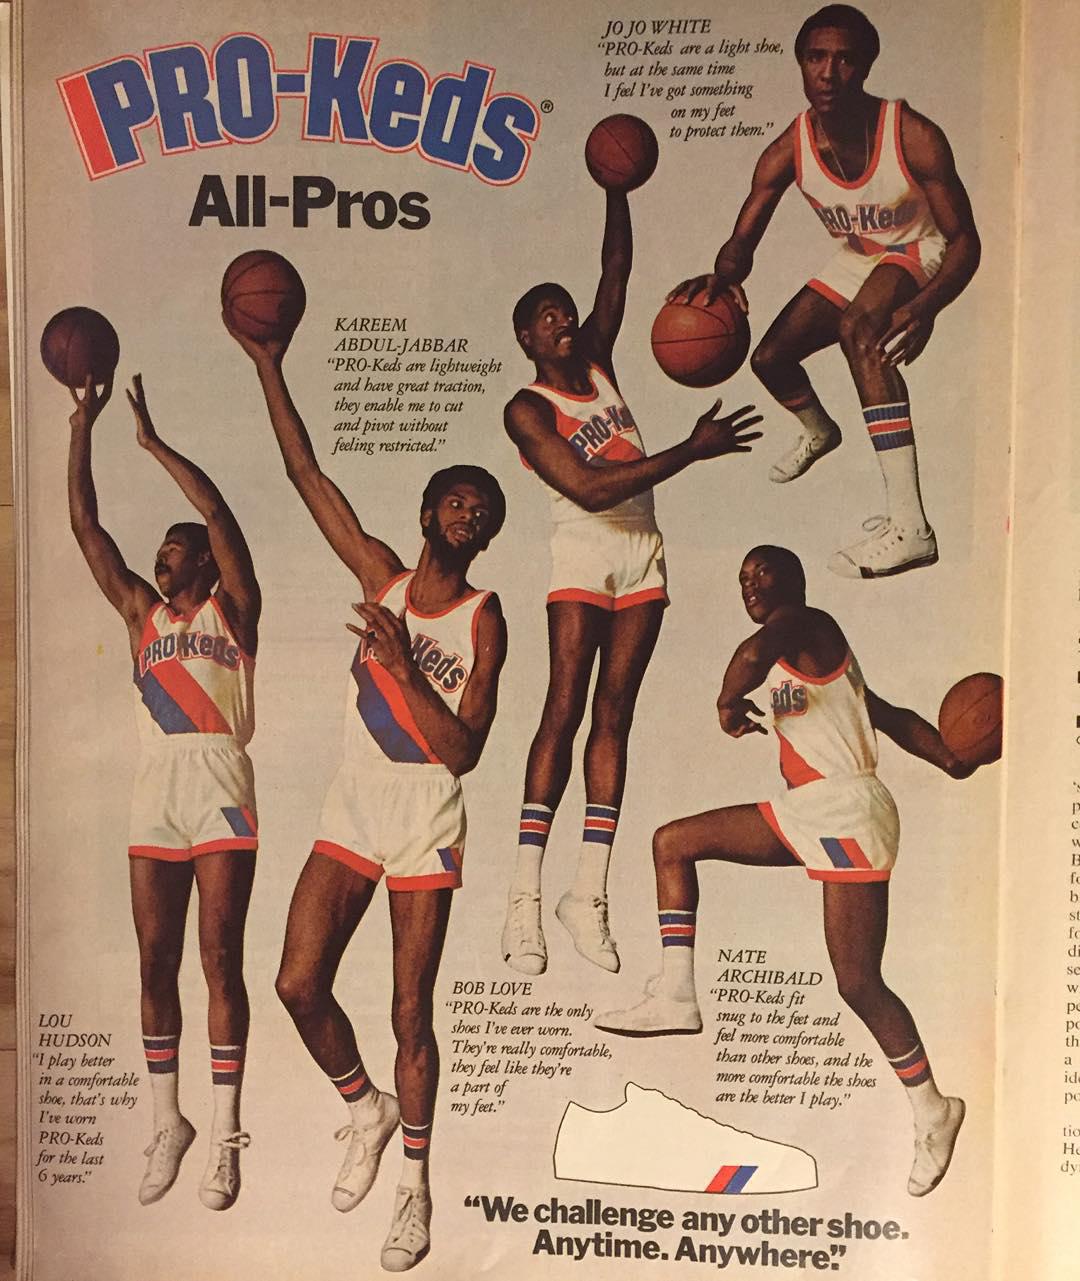 PRO-Keds®
All-Pros
JO JO WHITE
“PRO-Keds are a light shoe,
but at the same time
I feel I’ve got something
on my feet
to protect them.”
KAREEM
ABDUL-JABBAR
“PRO-Keds are lightweight
and have great traction,
they enable me to cut
and pivot without
feeling restricted.”
PRO-Ked
PRO-K
PRO Keds
P Keds
eds
LOU
HUDSON
“I play better
in a comfortable
shoe, that’s why
I’ve worn
PRO-Keds
for the last
6 years.”
BOB LOVE
“PRO-Keds are the only
shoes I’ve ever worn.
They’re really comfortable,
they feel like they’re
a part of
my feet.”
NATE
ARCHIBALD
“PRO-Keds fit
snug to the feet and
feel more comfortable
than other shoes, and the
more comfortable the shoes
are the better I play.”
“We challenge any other shoe.
Anytime. Anywhere.”